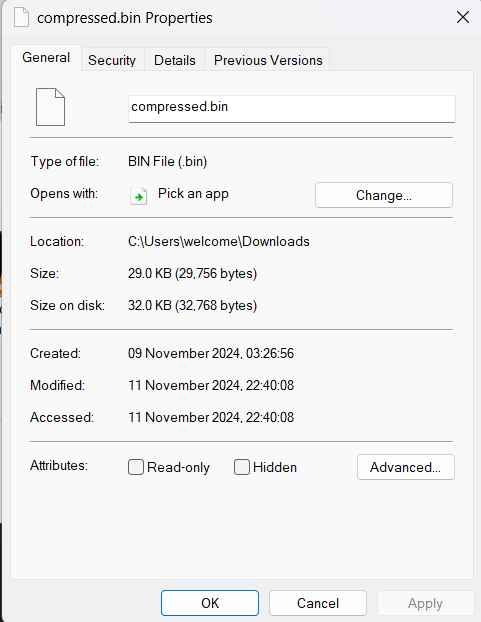 compressed.bin Properties
General Security Details Previous Versions
compressed.bin
Type of file: BIN File (.bin)
Opens with: Pick an app Change...
Location: C:\Users\welcome\Downloads
Size: 29.0 KB (29,756 bytes)
Size on disk: 32.0 KB (32,768 bytes)
Created: 09 November 2024, 03:26:56
Modified: 11 November 2024, 22:40:08
Accessed: 11 November 2024, 22:40:08
Attributes: Read-only Hidden Advanced...
OK Cancel Apply